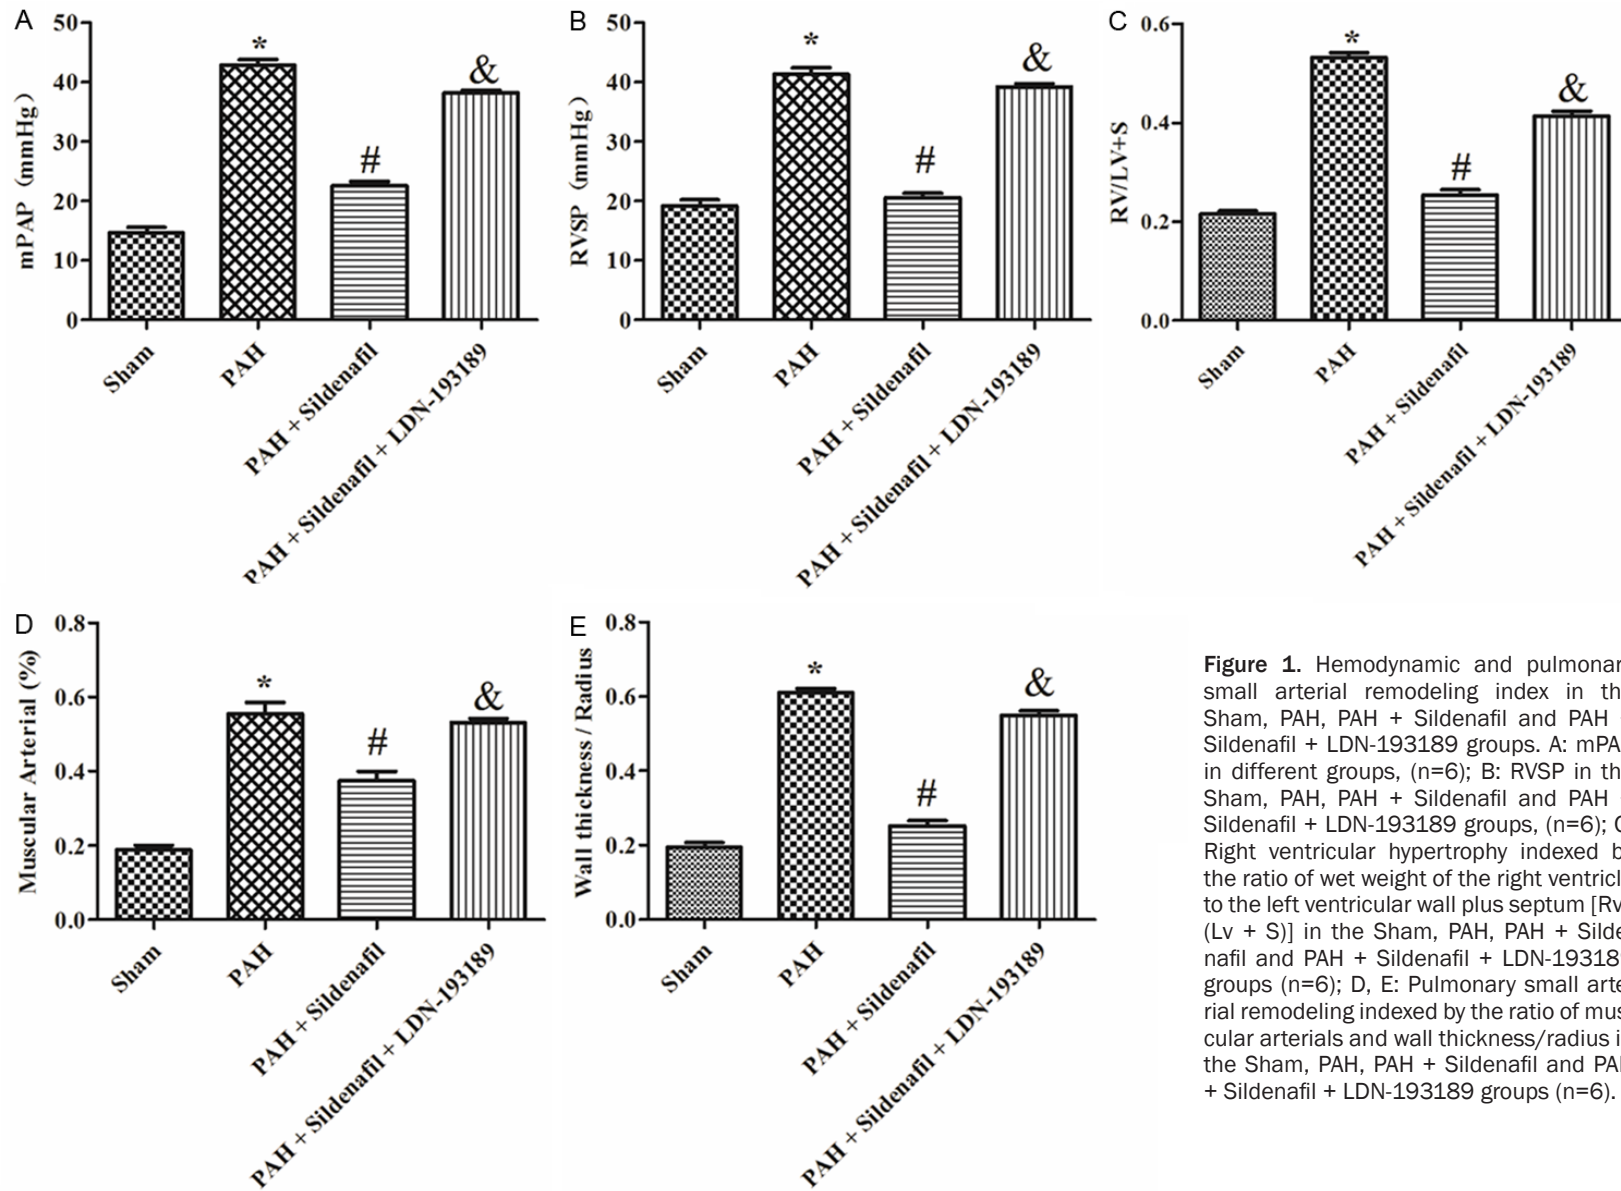 A
50
40
30
20
10
0
mPAP (mmHg)
*
#
&
Sham
PAH
PAH + Sildenafil
PAH + Sildenafil + LDN-193189
B
50
40
30
20
10
0
RVSP (mmHg)
*
#
&
Sham
PAH
PAH + Sildenafil
PAH + Sildenafil + LDN-193189
C
0.6
0.4
0.2
0.0
RV/LV+S
*
#
&
Sham
PAH
PAH + Sildenafil
PAH + Sildenafil + LDN-193189
D
0.8
0.6
0.4
0.2
0.0
Muscular Arterial (%)
*
#
&
Sham
PAH
PAH + Sildenafil
PAH + Sildenafil + LDN-193189
E
0.8
0.6
0.4
0.2
0.0
Wall thickness / Radius
*
#
&
Sham
PAH
PAH + Sildenafil
PAH + Sildenafil + LDN-193189
Figure 1. Hemodynamic and pulmonar
small arterial remodeling index in th
Sham, PAH, PAH + Sildenafil and PAH
Sildenafil + LDN-193189 groups. A: mPA
in different groups, (n=6); B: RVSP in th
Sham, PAH, PAH + Sildenafil and PAH
Sildenafil + LDN-193189 groups, (n=6); C
Right ventricular hypertrophy indexed b
the ratio of wet weight of the right ventricl
to the left ventricular wall plus septum [Rv
(Lv + S)] in the Sham, PAH, PAH + Silde
nafil and PAH + Sildenafil + LDN-19318
groups (n=6); D, E: Pulmonary small arte
rial remodeling indexed by the ratio of mus
cular arterials and wall thickness/radius i
the Sham, PAH, PAH + Sildenafil and PA
+ Sildenafil + LDN-193189 groups (n=6).